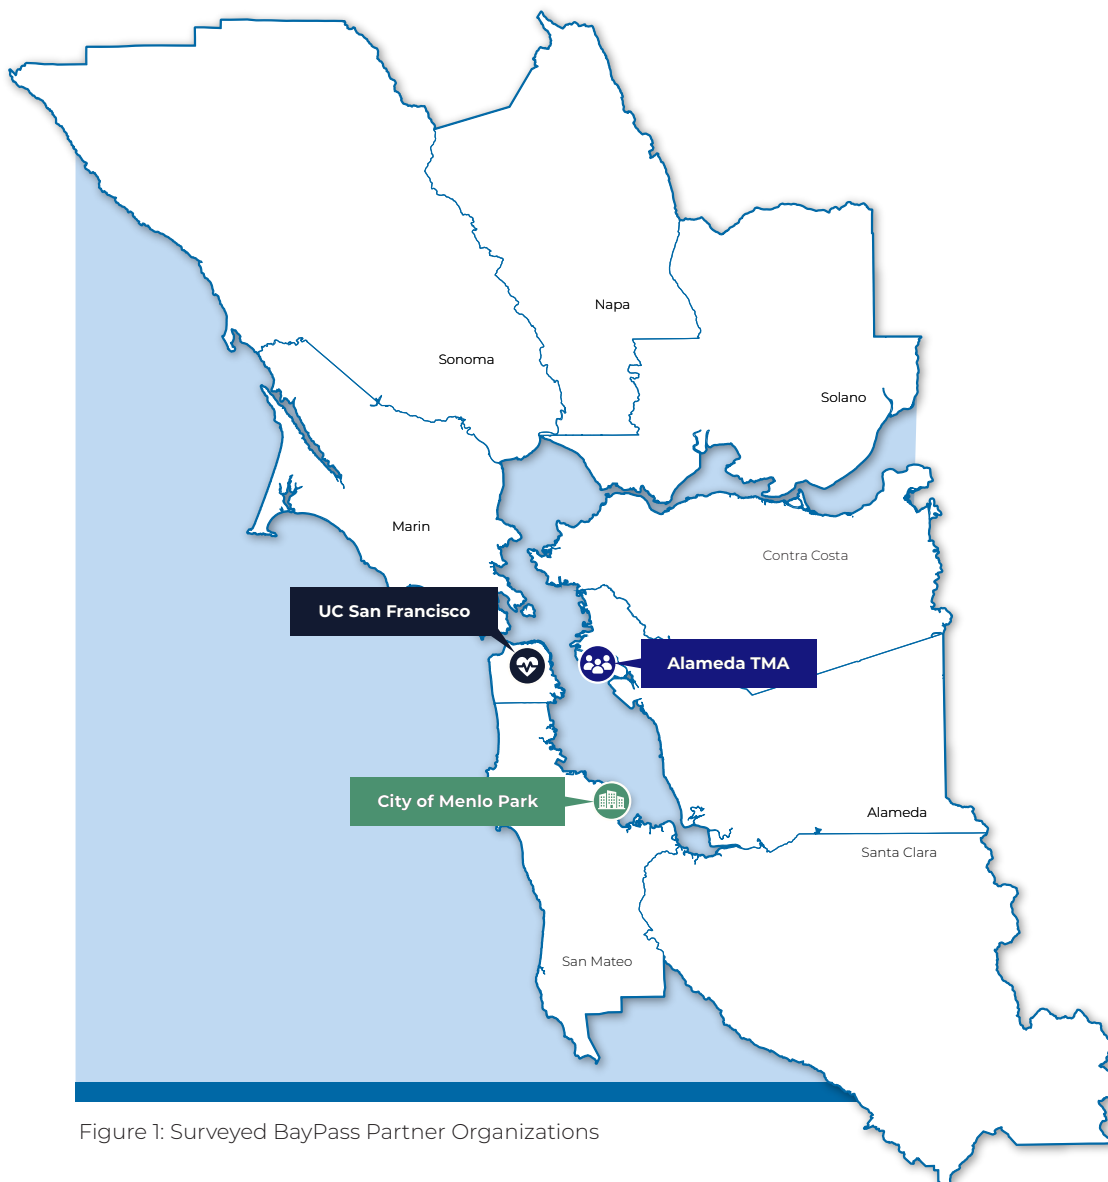 Napa
Sonoma
Solano
Marin
Contra Costa
UC San Francisco
Alameda TMA
City of Menlo Park
Alameda
Santa Clara
San Mateo
Figure 1: Surveyed BayPass Partner Organizations